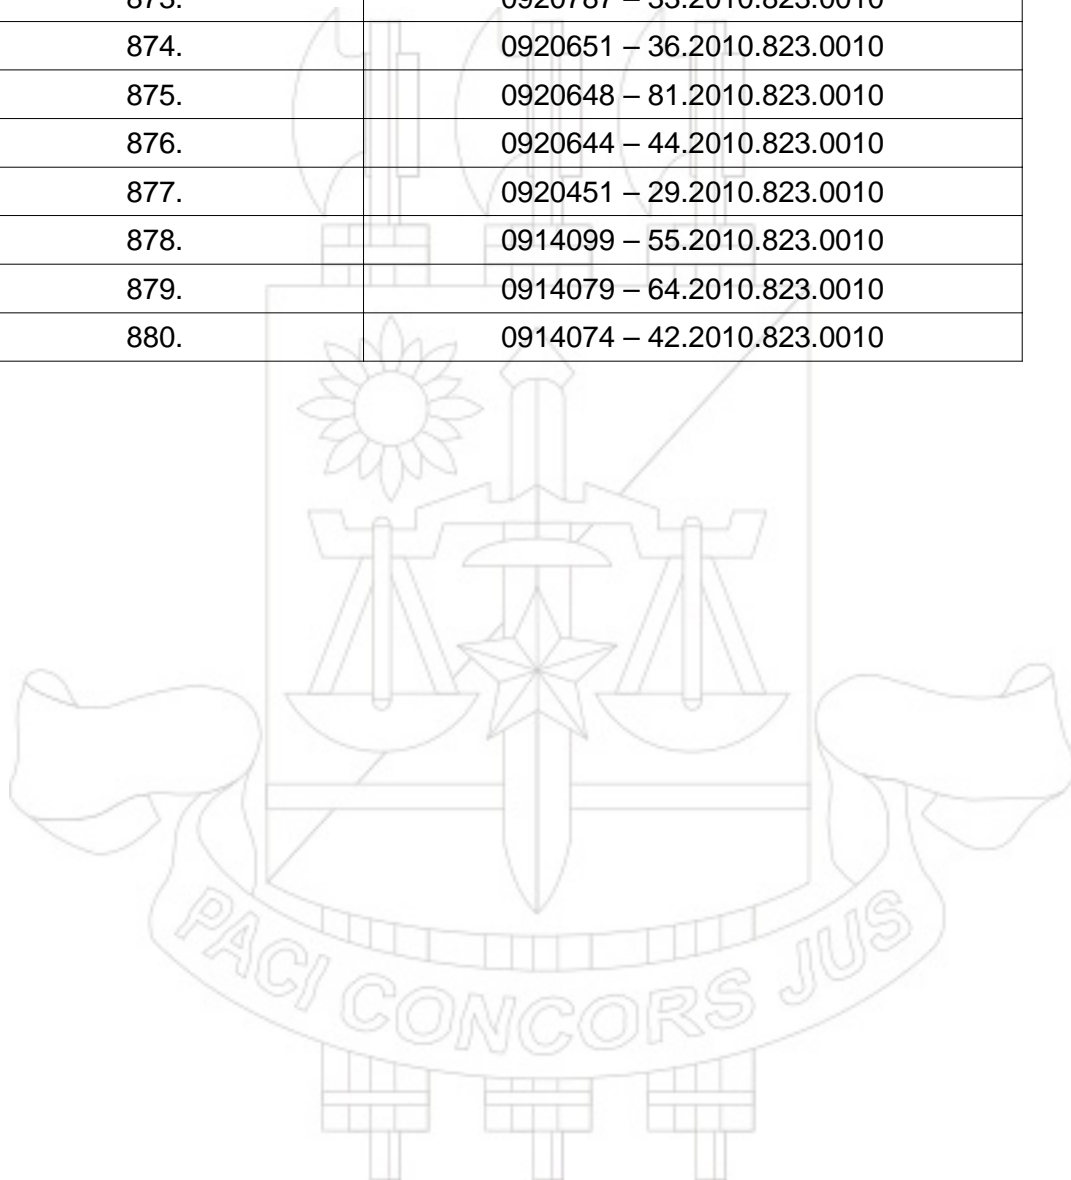 874. 0920651 – 36.2010.823.0010
875. 0920648 – 81.2010.823.0010
876. 0920644 – 44.2010.823.0010
877. 0920451 – 29.2010.823.0010
878. 0914099 – 55.2010.823.0010
879. 0914079 – 64.2010.823.0010
880. 0914074 – 42.2010.823.0010
PACI CONCORS JUS